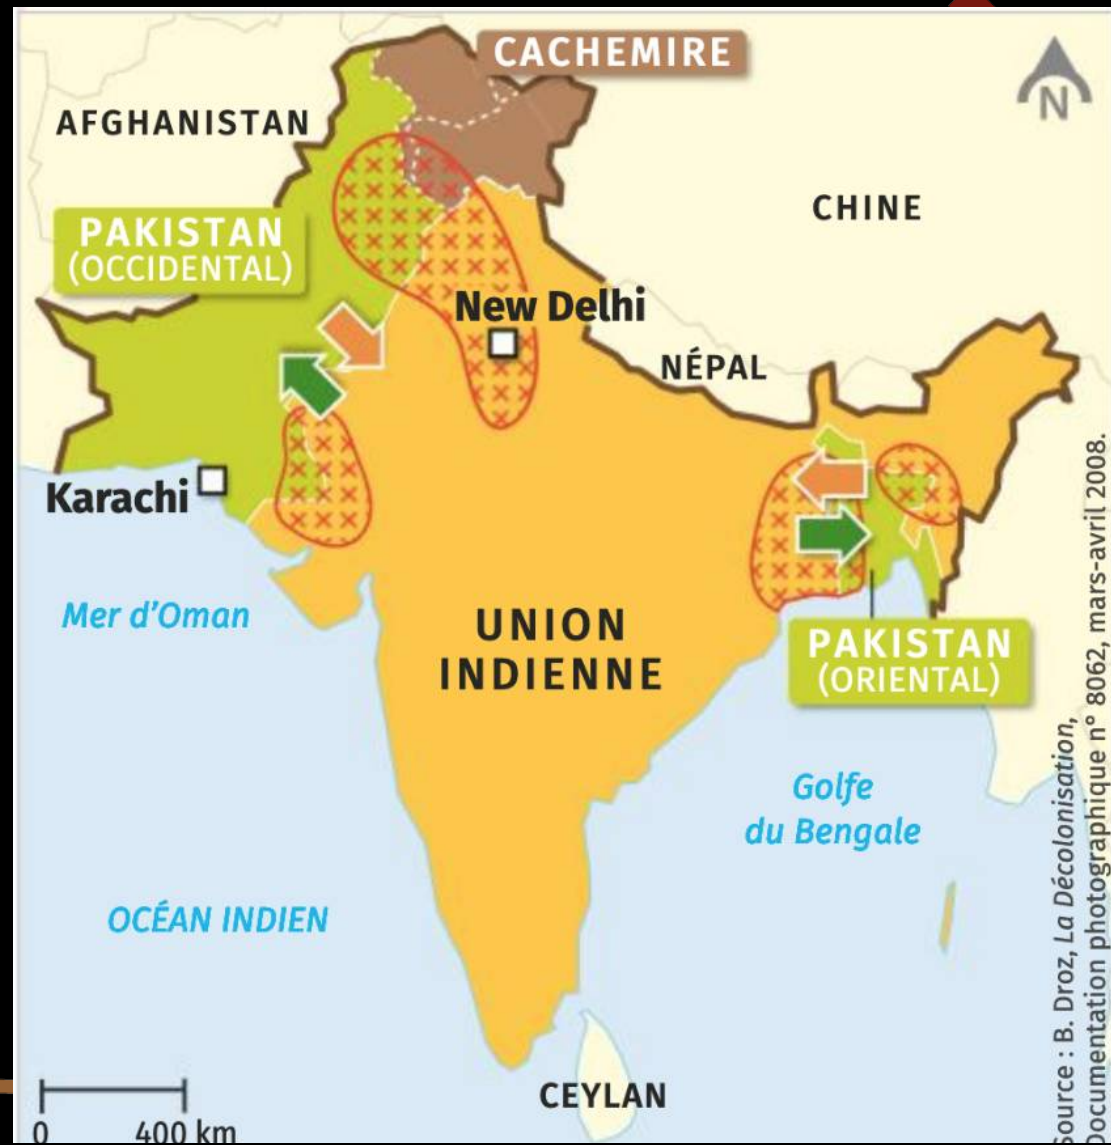 CACHEMIRE
N
AFGHANISTAN
CHINE
PAKISTAN
(OCCIDENTAL)
New Delhi
NÉPAL
Karachi
Mer d'Oman
UNION
INDIENNE
PAKISTAN
(ORIENTAL)
Golfe
du Bengale
OCÉAN INDIEN
CEYLAN
0 400 km
Source : B. Droz, La Décolonisation,
Documentation photographique n° 8062, mars-avril 2008.